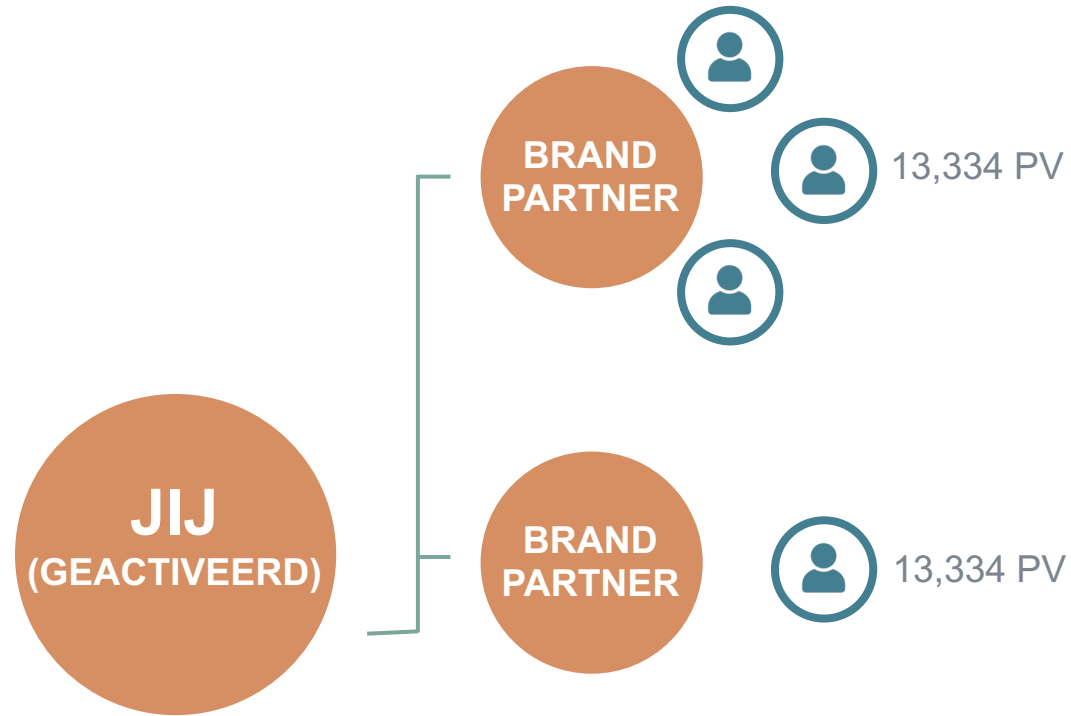 BRAND
PARTNER
13,334 PV
JIJ
(GEACTIVEERD)
BRAND
PARTNER
13,334 PV